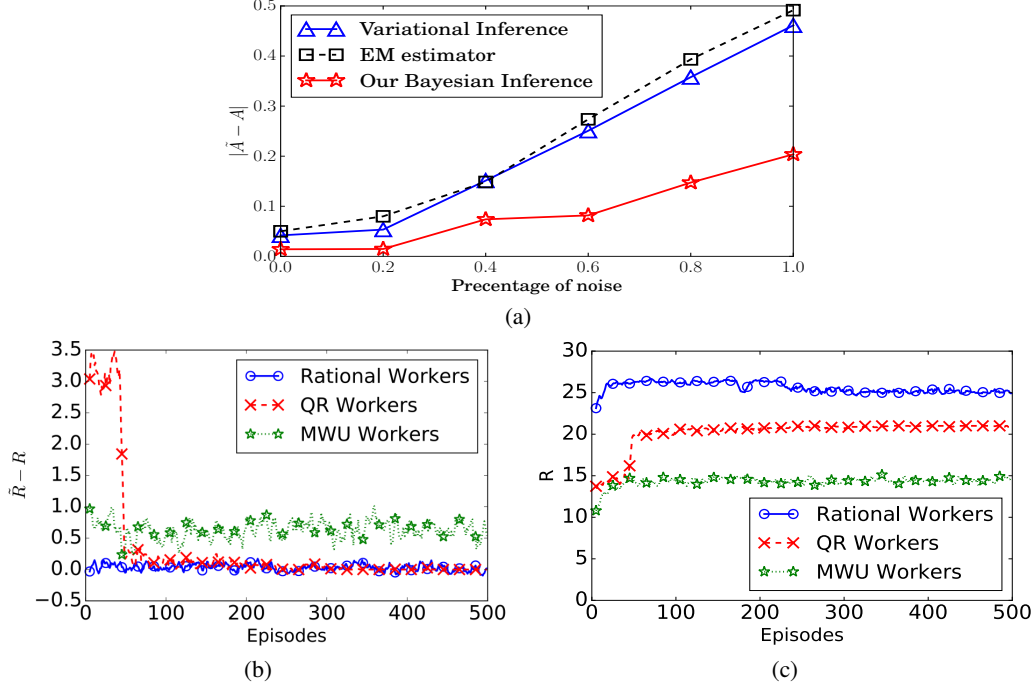 0.5
0.4
0.3
0.2
0.1
0.0
|Ã − A|
Variational Inference
EM estimator
Our Bayesian Inference
0.0 0.2 0.4 0.6 0.8 1.0
Precentage of noise
(a)
3.5
3.0
2.5
2.0
1.5
1.0
0.5
0.0
−0.5
R̃ − R
Rational Workers
QR Workers
MWU Workers
0 100 200 300 400 500
Episodes
(b)
30
25
20
15
10
5
0
R
Rational Workers
QR Workers
MWU Workers
0 100 200 300 400 500
Episodes
(c)